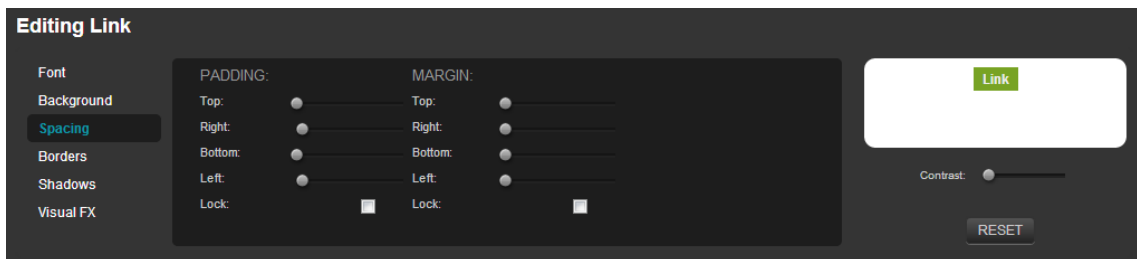 Editing Link
Font
Background
Spacing
Borders
Shadows
Visual FX
PADDING:
Top:
Right:
Bottom:
Left:
Lock:
MARGIN:
Top:
Right:
Bottom:
Left:
Lock:
Link
Contrast:
RESET